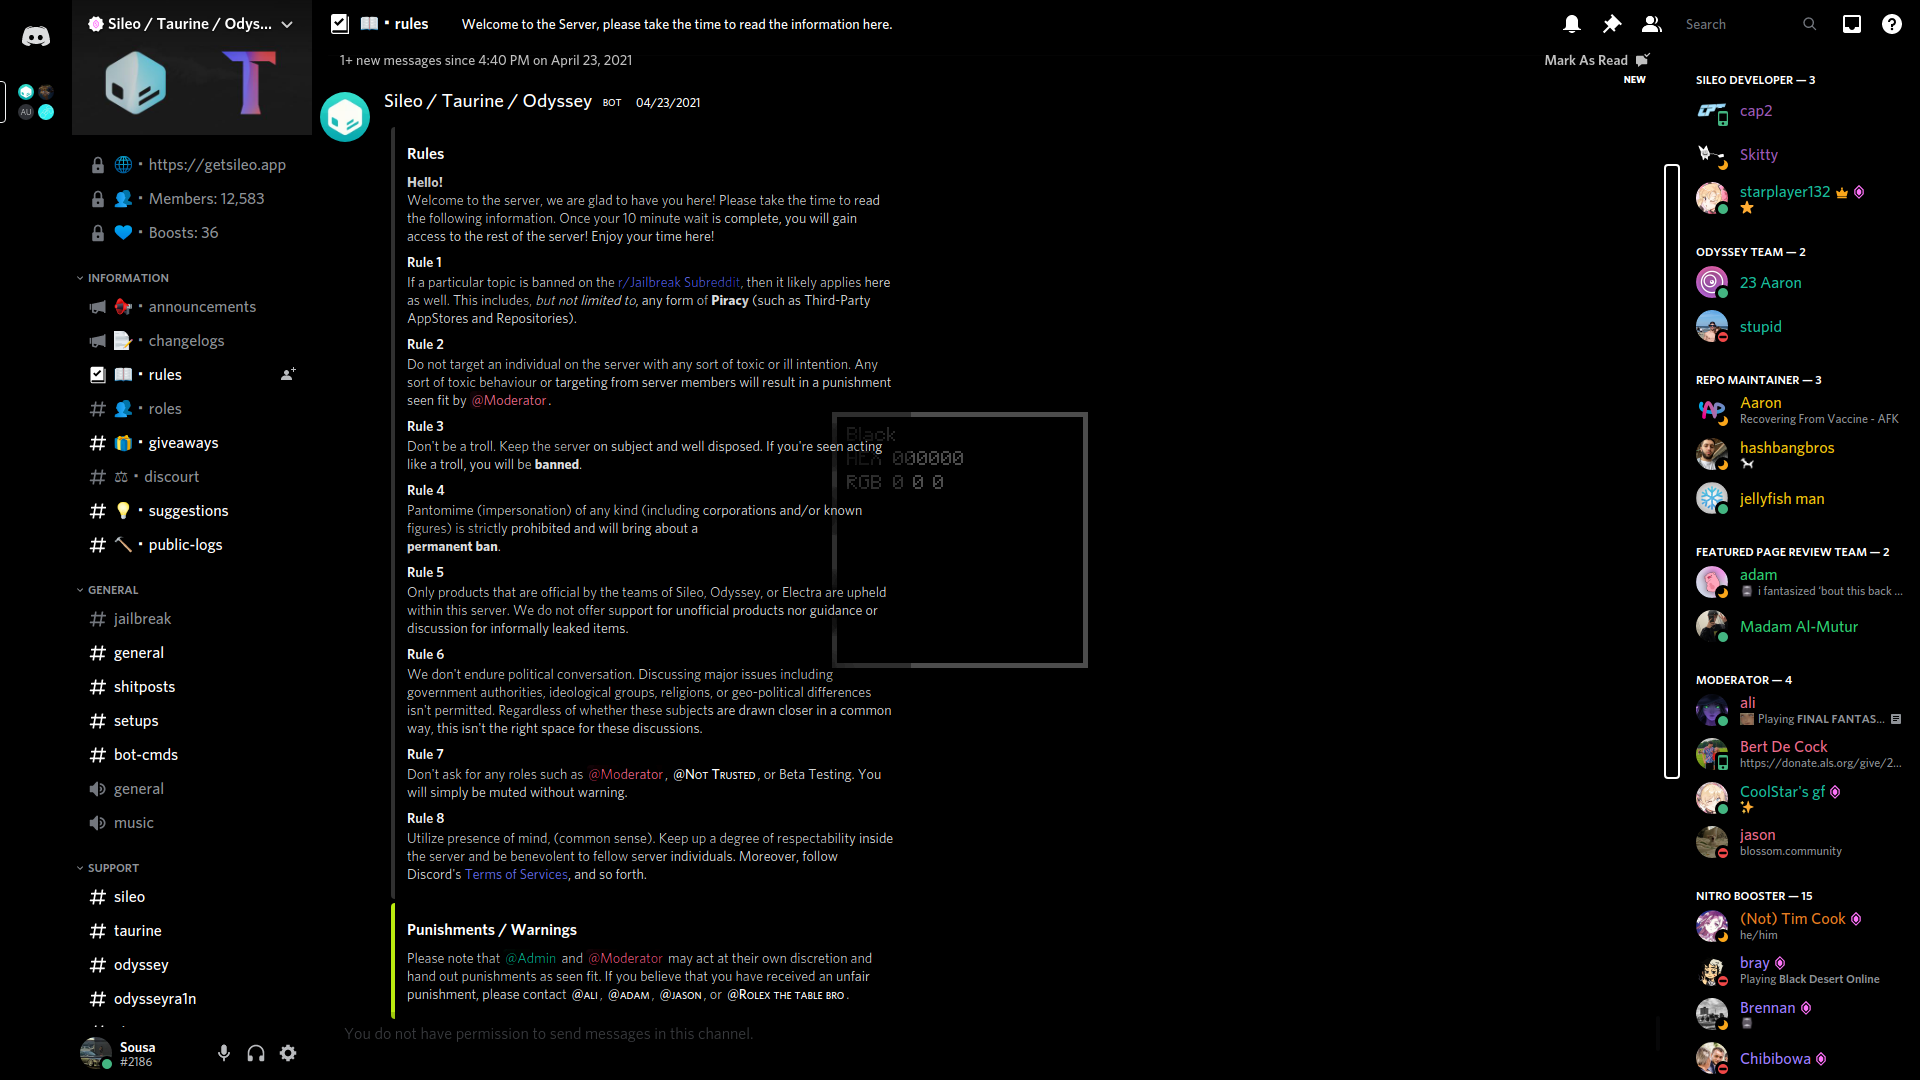 Sileo / Taurine / Odys...
rules
Welcome to the Server, please take the time to read the information here.
Search
1+ new messages since 4:40 PM on April 23, 2021
Mark As Read
NEW
AU
https://getsileo.app
Members: 12,583
Boosts: 36
INFORMATION
announcements
changelogs
rules
roles
giveaways
discourt
suggestions
public-logs
GENERAL
jailbreak
general
shitposts
setups
bot-cmds
general
music
SUPPORT
sileo
taurine
odyssey
odysseyra1n
Sousa
#2186
Sileo / Taurine / Odyssey BOT 04/23/2021
Rules
Hello!
Welcome to the server, we are glad to have you here! Please take the time to read
the following information. Once your 10 minute wait is complete, you will gain
access to the rest of the server! Enjoy your time here!
Rule 1
If a particular topic is banned on the r/Jailbreak Subreddit, then it likely applies here
as well. This includes, but not limited to, any form of Piracy (such as Third-Party
AppStores and Repositories).
Rule 2
Do not target an individual on the server with any sort of toxic or ill intention. Any
sort of toxic behaviour or targeting from server members will result in a punishment
seen fit by @Moderator.
Rule 3
Don't be a troll. Keep the server on subject and well disposed. If you're seen acting
like a troll, you will be banned.
Rule 4
Pantomime (impersonation) of any kind (including corporations and/or known
figures) is strictly prohibited and will bring about a
permanent ban.
Rule 5
Only products that are official by the teams of Sileo, Odyssey, or Electra are upheld
within this server. We do not offer support for unofficial products nor guidance or
discussion for informally leaked items.
Rule 6
We don't endure political conversation. Discussing major issues including
government authorities, ideological groups, religions, or geo-political differences
isn't permitted. Regardless of whether these subjects are drawn closer in a common
way, this isn't the right space for these discussions.
Rule 7
Don't ask for any roles such as @Moderator, @Not Trusted, or Beta Testing. You
will simply be muted without warning.
Rule 8
Utilize presence of mind, (common sense). Keep up a degree of respectability inside
the server and be benevolent to fellow server individuals. Moreover, follow
Discord's Terms of Services, and so forth.
Punishments / Warnings
Please note that @Admin and @Moderator may act at their own discretion and
hand out punishments as seen fit. If you believe that you have received an unfair
punishment, please contact @ali, @adam, @jason, or @Rolex the table bro.
You do not have permission to send messages in this channel.
Black
HEX 000000
RGB 0 0 0
SILEO DEVELOPER — 3
cap2
Skitty
starplayer132
ODYSSEY TEAM — 2
23 Aaron
stupid
REPO MAINTAINER — 3
Aaron
Recovering From Vaccine - AFK
hashbangbros
jellyfish man
FEATURED PAGE REVIEW TEAM — 2
adam
i fantasized 'bout this back ...
Madam Al-Mutur
MODERATOR — 4
ali
Playing FINAL FANTAS...
Bert De Cock
https://donate.als.org/give/2...
CoolStar's gf
jason
blossom.community
NITRO BOOSTER — 15
(Not) Tim Cook
he/him
bray
Playing Black Desert Online
Brennan
Chibibowa